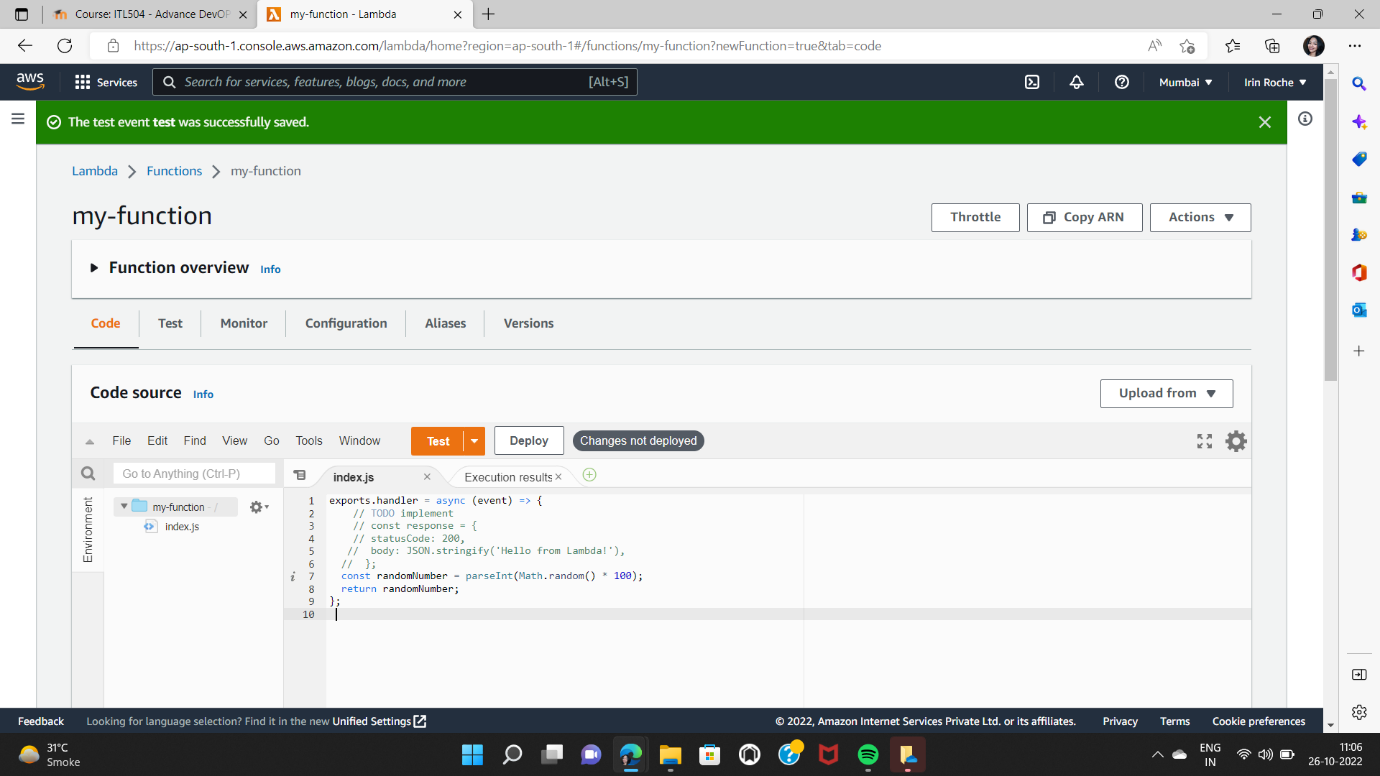 Course: ITL504 - Advance DevOP
my-function - Lambda
https://ap-south-1.console.aws.amazon.com/lambda/home?region=ap-south-1#/functions/my-function?newFunction=true&tab=code
aws
Services
Search for services, features, blogs, docs, and more
[Alt+S]
Mumbai ▼
Irin Roche ▼
The test event test was successfully saved.
Lambda > Functions > my-function
my-function
Throttle
Copy ARN
Actions ▼
Function overview Info
Code
Test
Monitor
Configuration
Aliases
Versions
Code source Info
Upload from ▼
File Edit Find View Go Tools Window
Test
Deploy
Changes not deployed
Go to Anything (Ctrl-P)
index.js
Execution results
Environment
my-function - /
index.js
1 exports.handler = async (event) => {
2 // TODO implement
3 // const response = {
4 // statusCode: 200,
5 // body: JSON.stringify('Hello from Lambda!'),
6 // };
i 7 const randomNumber = parseInt(Math.random() * 100);
8 return randomNumber;
9 };
10
Feedback
Looking for language selection? Find it in the new Unified Settings
© 2022, Amazon Internet Services Private Ltd. or its affiliates.
Privacy
Terms
Cookie preferences
31°C
Smoke
ENG
IN
11:06
26-10-2022